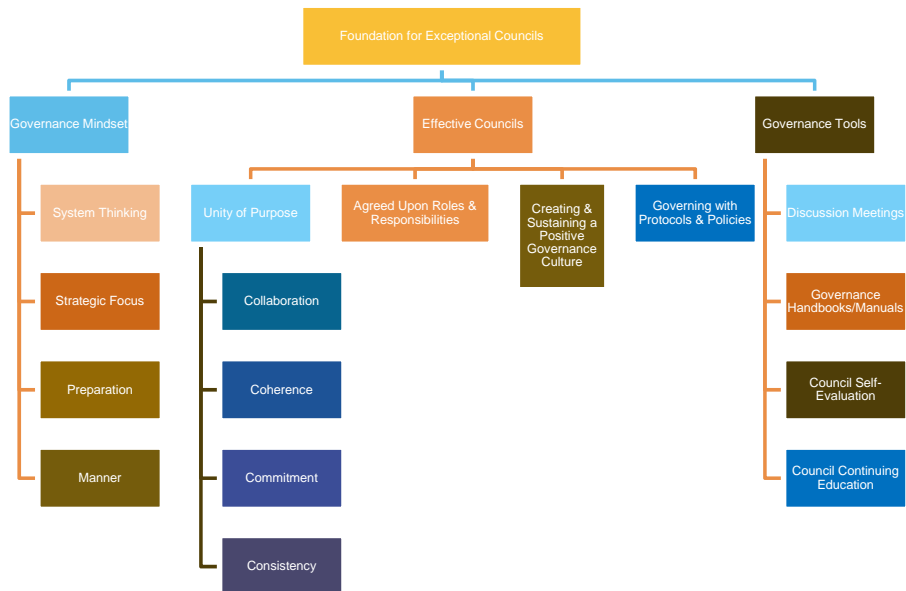 Foundation for Exceptional Councils
Governance Mindset
Effective Councils
Governance Tools
System Thinking
Unity of Purpose
Agreed Upon Roles &
Responsibilities
Creating &
Sustaining a
Positive
Governance
Culture
Governing with
Protocols & Policies
Discussion Meetings
Strategic Focus
Collaboration
Governance
Handbooks/Manuals
Preparation
Coherence
Council Self-
Evaluation
Manner
Commitment
Council Continuing
Education
Consistency